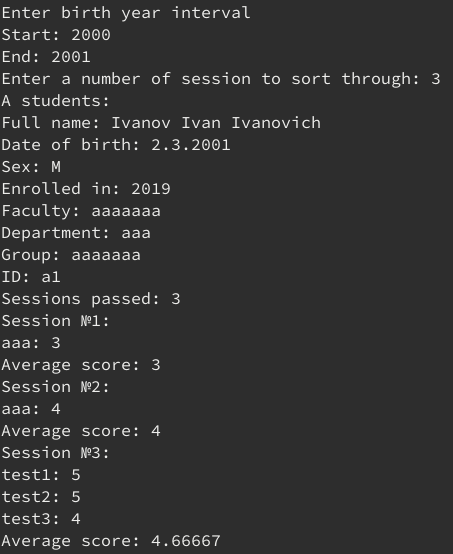 Enter birth year interval
Start: 2000
End: 2001
Enter a number of session to sort through: 3
A students:
Full name: Ivanov Ivan Ivanovich
Date of birth: 2.3.2001
Sex: M
Enrolled in: 2019
Faculty: aaaaaaa
Department: aaa
Group: aaaaaaa
ID: a1
Sessions passed: 3
Session №1:
aaa: 3
Average score: 3
Session №2:
aaa: 4
Average score: 4
Session №3:
test1: 5
test2: 5
test3: 4
Average score: 4.66667